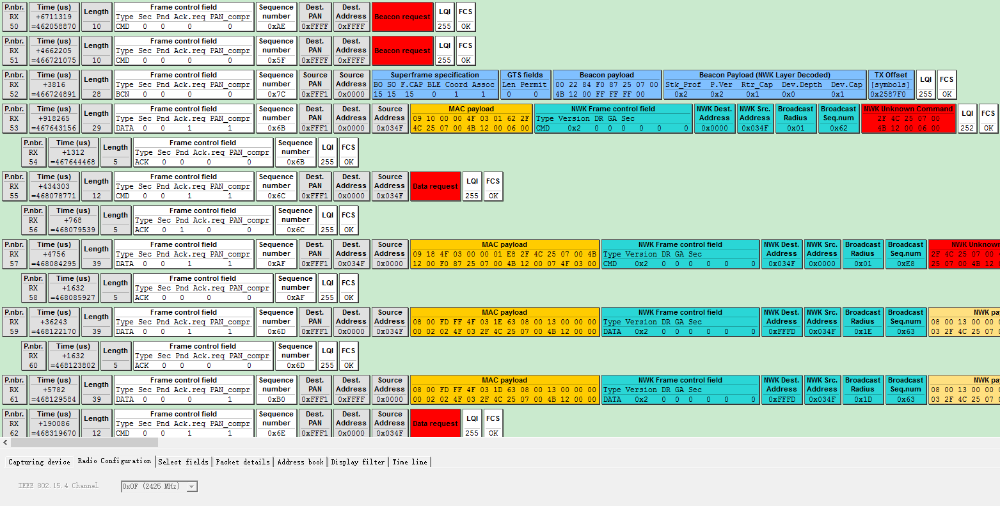 P.nbr. Time (us) Length Frame control field Sequence number Dest. PAN Dest. Address Beacon request LQI FCS
RX +6711319 Type Sec Pnd Ack.req PAN_compr
50 =462058870 10 CMD 0 0 0 0 0xAE 0xFFFF 0xFFFF 255 OK
P.nbr. Time (us) Length Frame control field Sequence number Dest. PAN Dest. Address Beacon request LQI FCS
RX +4662205 Type Sec Pnd Ack.req PAN_compr
51 =466721075 10 CMD 0 0 0 0 0x5F 0xFFFF 0xFFFF 255 OK
P.nbr. Time (us) Length Frame control field Sequence number Source PAN Source Address Superframe specification GTS fields Beacon payload Beacon Payload (NWK Layer Decoded) TX Offset LQI FCS
RX +3816 Type Sec Pnd Ack.req PAN_compr BO SO F.CAP BLE Coord Assoc Len Permit 00 22 84 F0 87 25 07 00 Stk_Prof P.Ver Rtr_Cap Dev.Depth Dev.Cap [symbols]
52 =466724891 28 BCN 0 0 0 0 0x7C 0xFFF1 0x0000 15 15 15 0 1 1 0 0 4B 12 00 FF FF FF 00 0x2 0x2 0x1 0x0 0x1 0x2587F0 255 OK
P.nbr. Time (us) Length Frame control field Sequence number Dest. PAN Dest. Address Source Address MAC payload NWK Frame control field NWK Dest. Address NWK Src. Address Broadcast Radius Broadcast Seq.num NWK Unknown Command LQI FCS
RX +918265 Type Sec Pnd Ack.req PAN_compr 09 10 00 00 4F 03 01 62 2F Type Version DR GA Sec 2F 4C 25 07 00
53 =467643156 29 DATA 0 0 1 1 0x6B 0xFFF1 0x0000 0x034F 4C 25 07 00 4B 12 00 06 00 CMD 0x2 0 0 0 0 0 0x0000 0x034F 0x01 0x62 4B 12 00 06 00 252 OK
P.nbr. Time (us) Length Frame control field Sequence number LQI FCS
RX +1312 Type Sec Pnd Ack.req PAN_compr
54 =467644468 5 ACK 0 0 0 0 0x6B 255 OK
P.nbr. Time (us) Length Frame control field Sequence number Dest. PAN Dest. Address Source Address Data request LQI FCS
RX +434303 Type Sec Pnd Ack.req PAN_compr
55 =468078771 12 CMD 0 0 1 1 0x6C 0xFFF1 0x0000 0x034F 255 OK
P.nbr. Time (us) Length Frame control field Sequence number LQI FCS
RX +768 Type Sec Pnd Ack.req PAN_compr
56 =468079539 5 ACK 0 1 0 0 0x6C 255 OK
P.nbr. Time (us) Length Frame control field Sequence number Dest. PAN Dest. Address Source Address MAC payload NWK Frame control field NWK Dest. Address NWK Src. Address Broadcast Radius Broadcast Seq.num NWK Unknown
RX +4756 Type Sec Pnd Ack.req PAN_compr 09 18 4F 03 00 00 01 E8 2F 4C 25 07 00 4B Type Version DR GA Sec 2F 4C 25 07 00
57 =468084295 39 DATA 0 0 1 1 0xAF 0xFFF1 0x034F 0x0000 12 00 F0 87 25 07 00 4B 12 00 07 4F 03 00 CMD 0x2 0 0 0 0 0 0x034F 0x0000 0x01 0xE8 25 07 00 4B 12 0
P.nbr. Time (us) Length Frame control field Sequence number LQI FCS
RX +1632 Type Sec Pnd Ack.req PAN_compr
58 =468085927 5 ACK 0 0 0 0 0xAF 255 OK
P.nbr. Time (us) Length Frame control field Sequence number Dest. PAN Dest. Address Source Address MAC payload NWK Frame control field NWK Dest. Address NWK Src. Address Broadcast Radius Broadcast Seq.num NWK pay
RX +36243 Type Sec Pnd Ack.req PAN_compr 08 00 FD FF 4F 03 1E 63 08 00 13 00 00 00 Type Version DR GA Sec 08 00 13 00 00 0
59 =468122170 39 DATA 0 0 1 1 0x6D 0xFFF1 0x0000 0x034F 00 02 02 4F 03 2F 4C 25 07 00 4B 12 00 00 DATA 0x2 0 0 0 0 0 0xFFFD 0x034F 0x1E 0x63 03 2F 4C 25 07 0
P.nbr. Time (us) Length Frame control field Sequence number LQI FCS
RX +1632 Type Sec Pnd Ack.req PAN_compr
60 =468123802 5 ACK 0 0 0 0 0x6D 255 OK
P.nbr. Time (us) Length Frame control field Sequence number Dest. PAN Dest. Address Source Address MAC payload NWK Frame control field NWK Dest. Address NWK Src. Address Broadcast Radius Broadcast Seq.num NWK pay
RX +5782 Type Sec Pnd Ack.req PAN_compr 08 00 FD FF 4F 03 1D 63 08 00 13 00 00 00 Type Version DR GA Sec 08 00 13 00 00 0
61 =468129584 39 DATA 0 0 0 1 0xB0 0xFFF1 0xFFFF 0x0000 00 02 02 4F 03 2F 4C 25 07 00 4B 12 00 00 DATA 0x2 0 0 0 0 0 0xFFFD 0x034F 0x1D 0x63 03 2F 4C 25 07 0
P.nbr. Time (us) Length Frame control field Sequence number Dest. PAN Dest. Address Source Address Data request LQI FCS
RX +190086 Type Sec Pnd Ack.req PAN_compr
62 =468319670 12 CMD 0 0 1 1 0x6E 0xFFF1 0x0000 0x034F 255 OK
Capturing device Radio Configuration Select fields Packet details Address book Display filter Time line
IEEE 802.15.4 Channel 0x0F (2425 MHz)